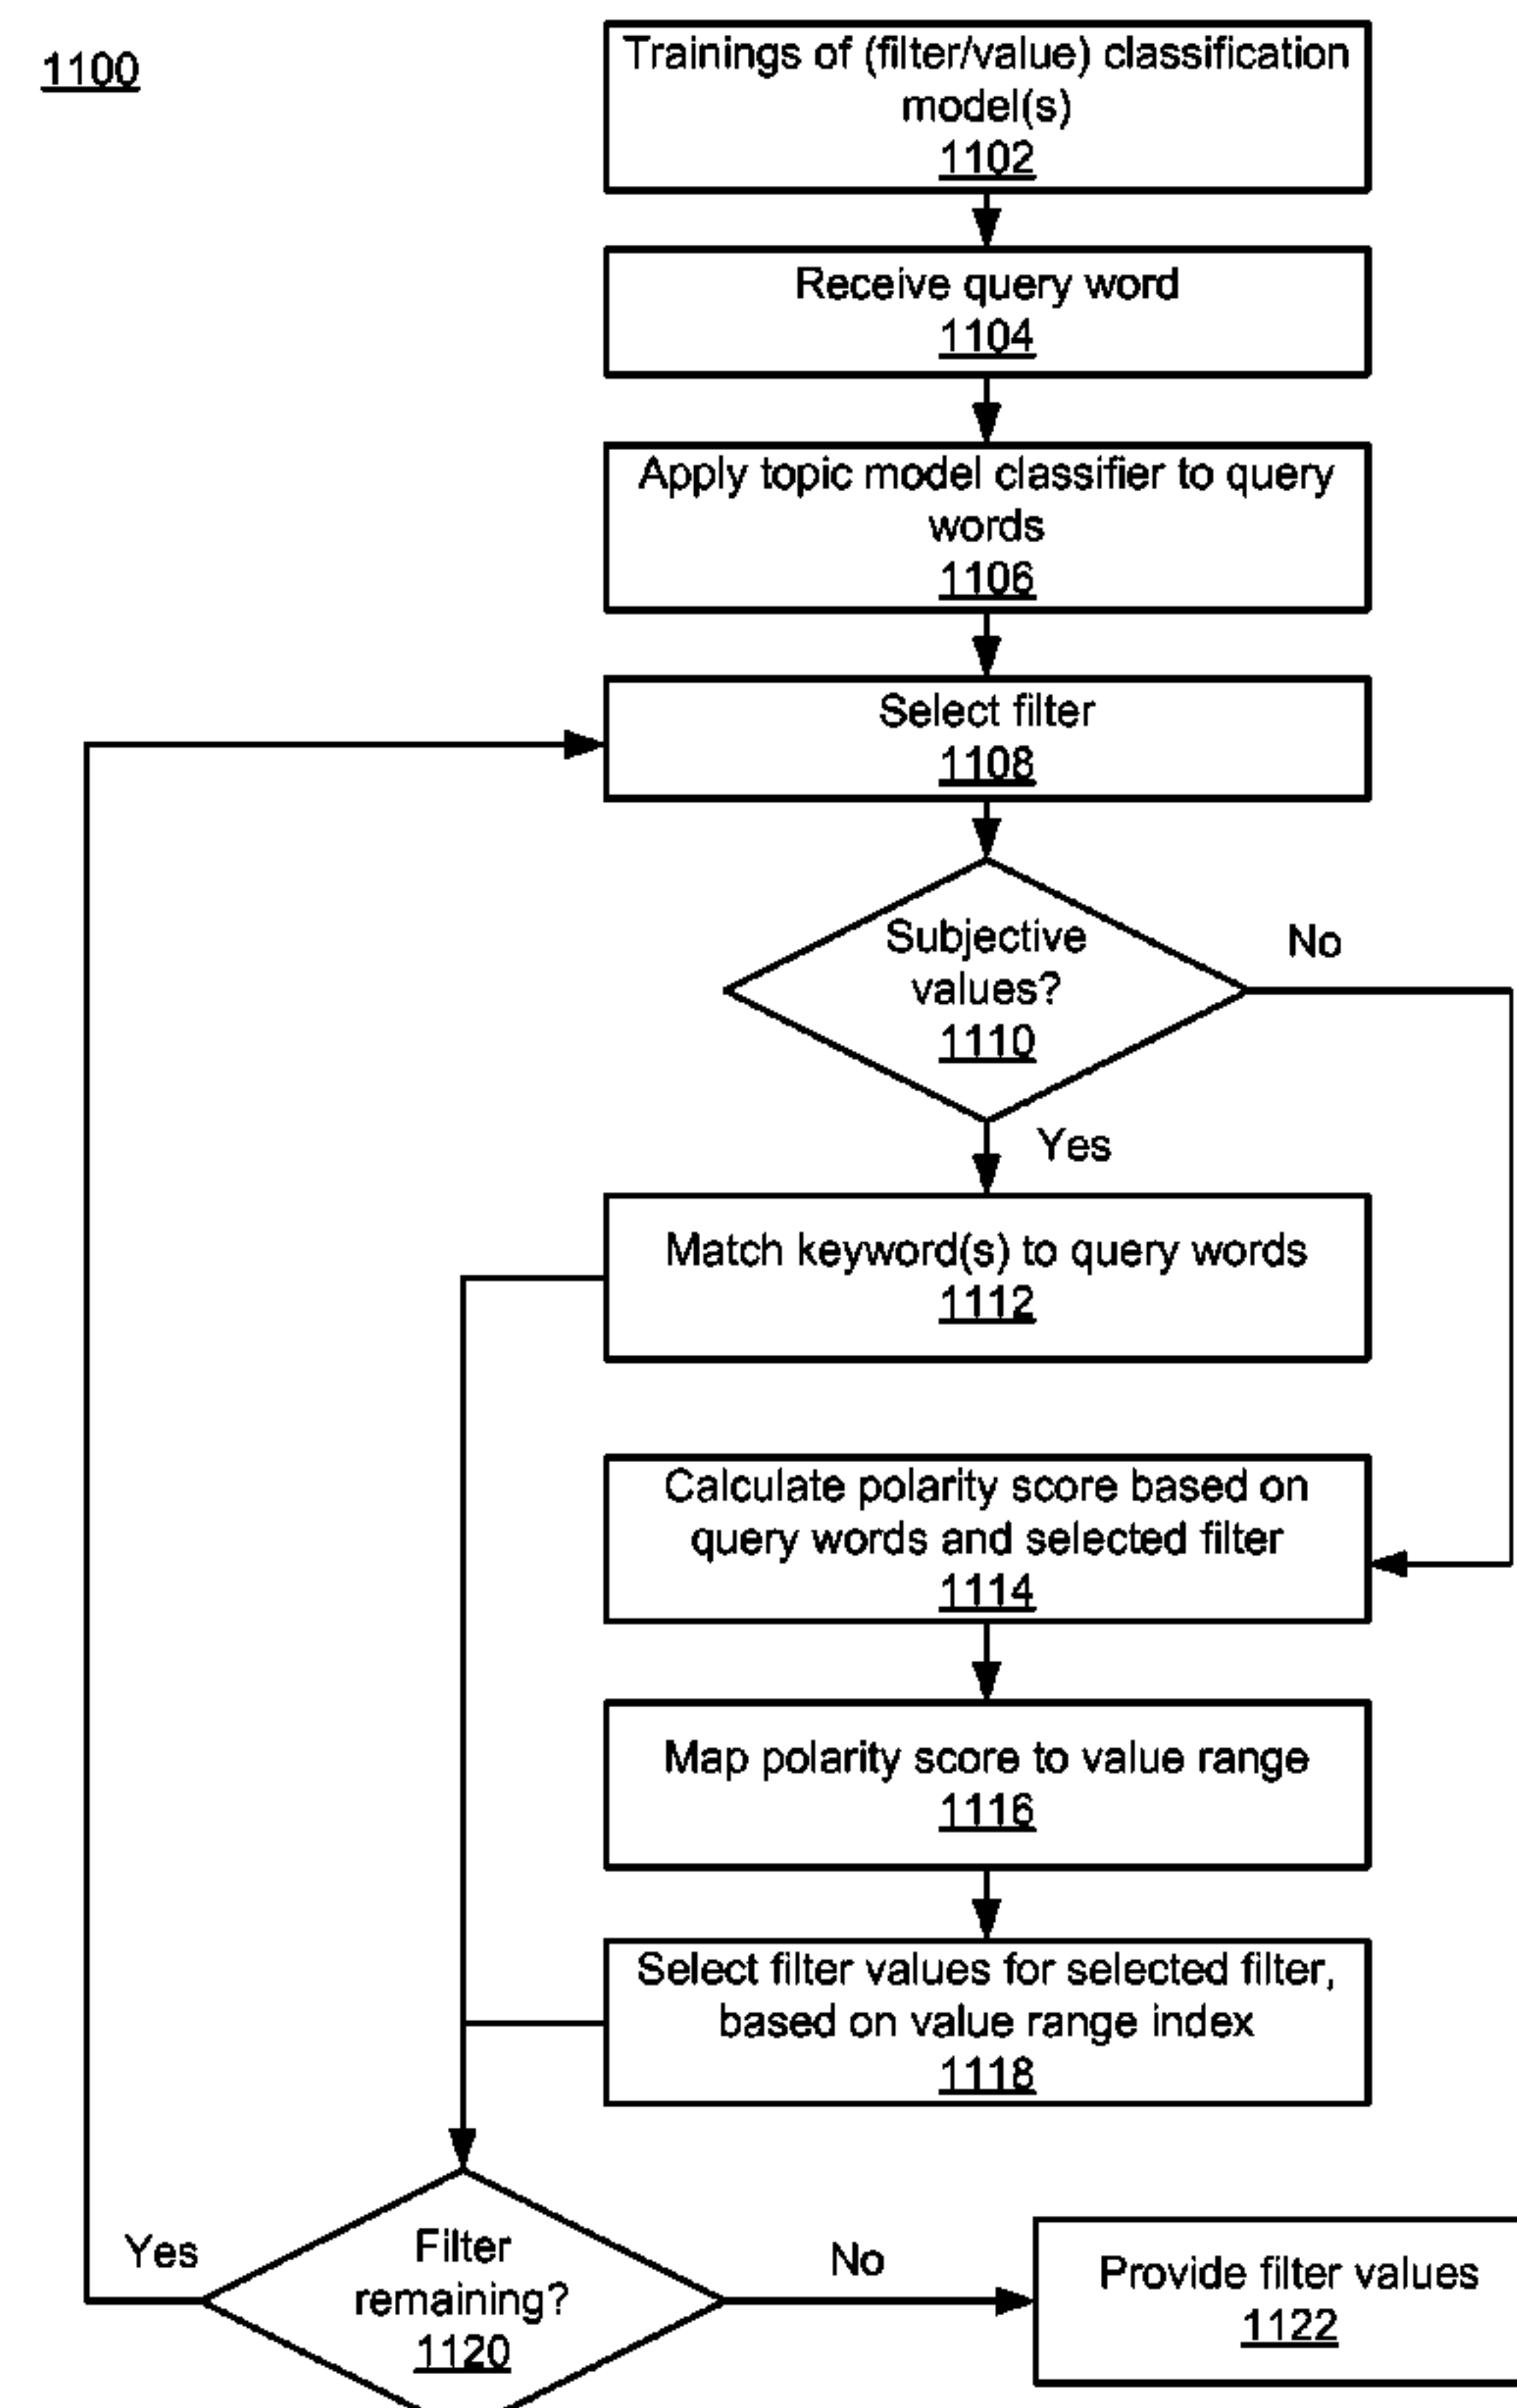 1100
Trainings of (filter/value) classification
model(s)
1102
Receive query word
1104
Apply topic model classifier to query
words
1106
Select filter
1108
Subjective
values?
1110
No
Yes
Match keyword(s) to query words
1112
Calculate polarity score based on
query words and selected filter
1114
Map polarity score to value range
1116
Select filter values for selected filter,
based on value range index
1118
Yes
Filter
remaining?
1120
No
Provide filter values
1122